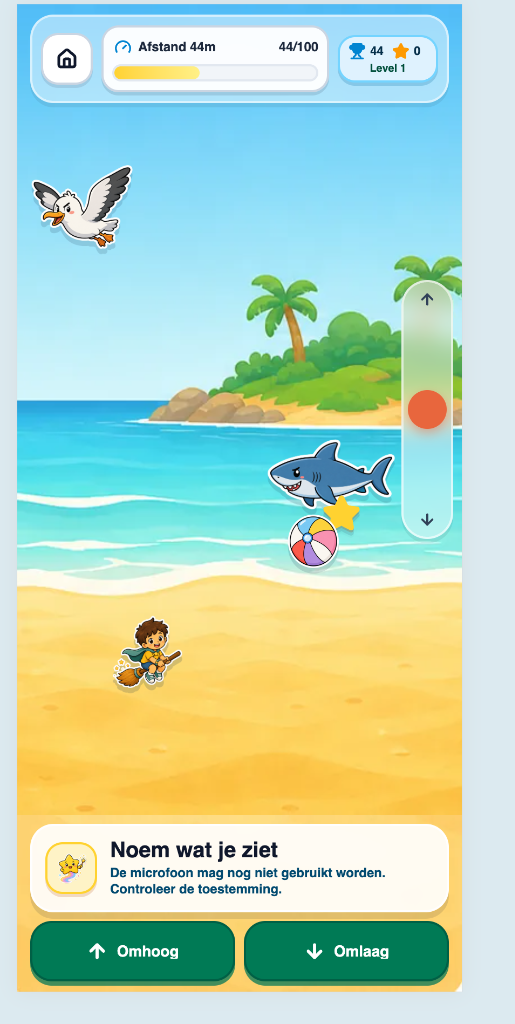 Afstand 44m 44/100
44 0
Level 1
Noem wat je ziet
De microfoon mag nog niet gebruikt worden.
Controleer de toestemming.
Omhoog
Omlaag